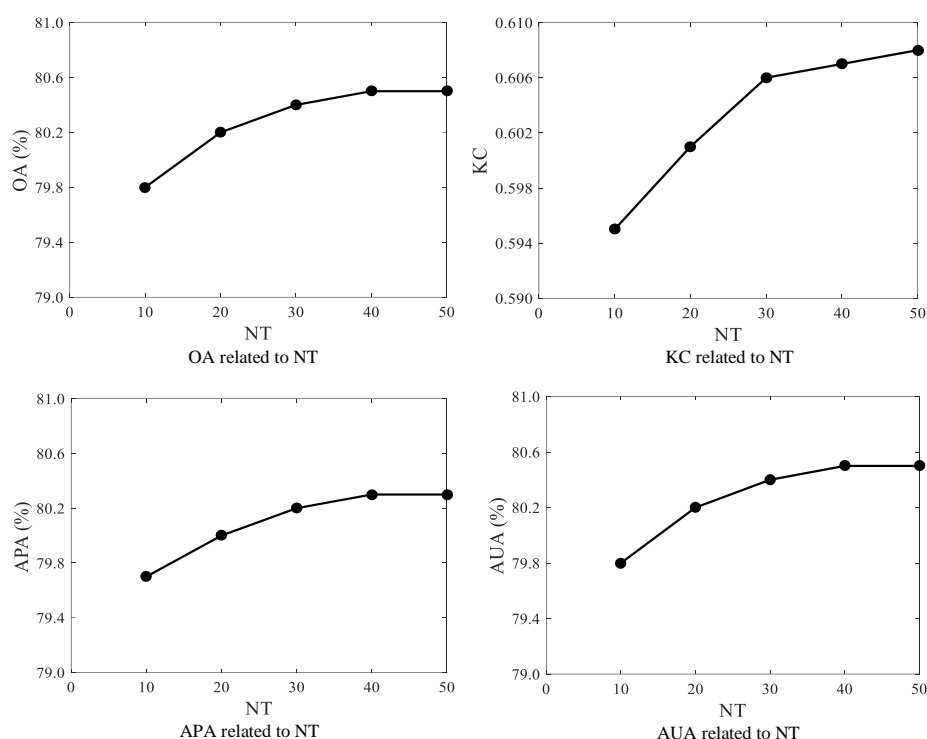 81.0
80.6
80.2
79.8
79.4
79.0
OA (%)
0 10 20 30 40 50
NT
OA related to NT
0.610
0.606
0.602
0.598
0.594
0.590
KC
0 10 20 30 40 50
NT
KC related to NT
81.0
80.6
80.2
79.8
79.4
79.0
APA (%)
0 10 20 30 40 50
NT
APA related to NT
81.0
80.6
80.2
79.8
79.4
79.0
AUA (%)
0 10 20 30 40 50
NT
AUA related to NT